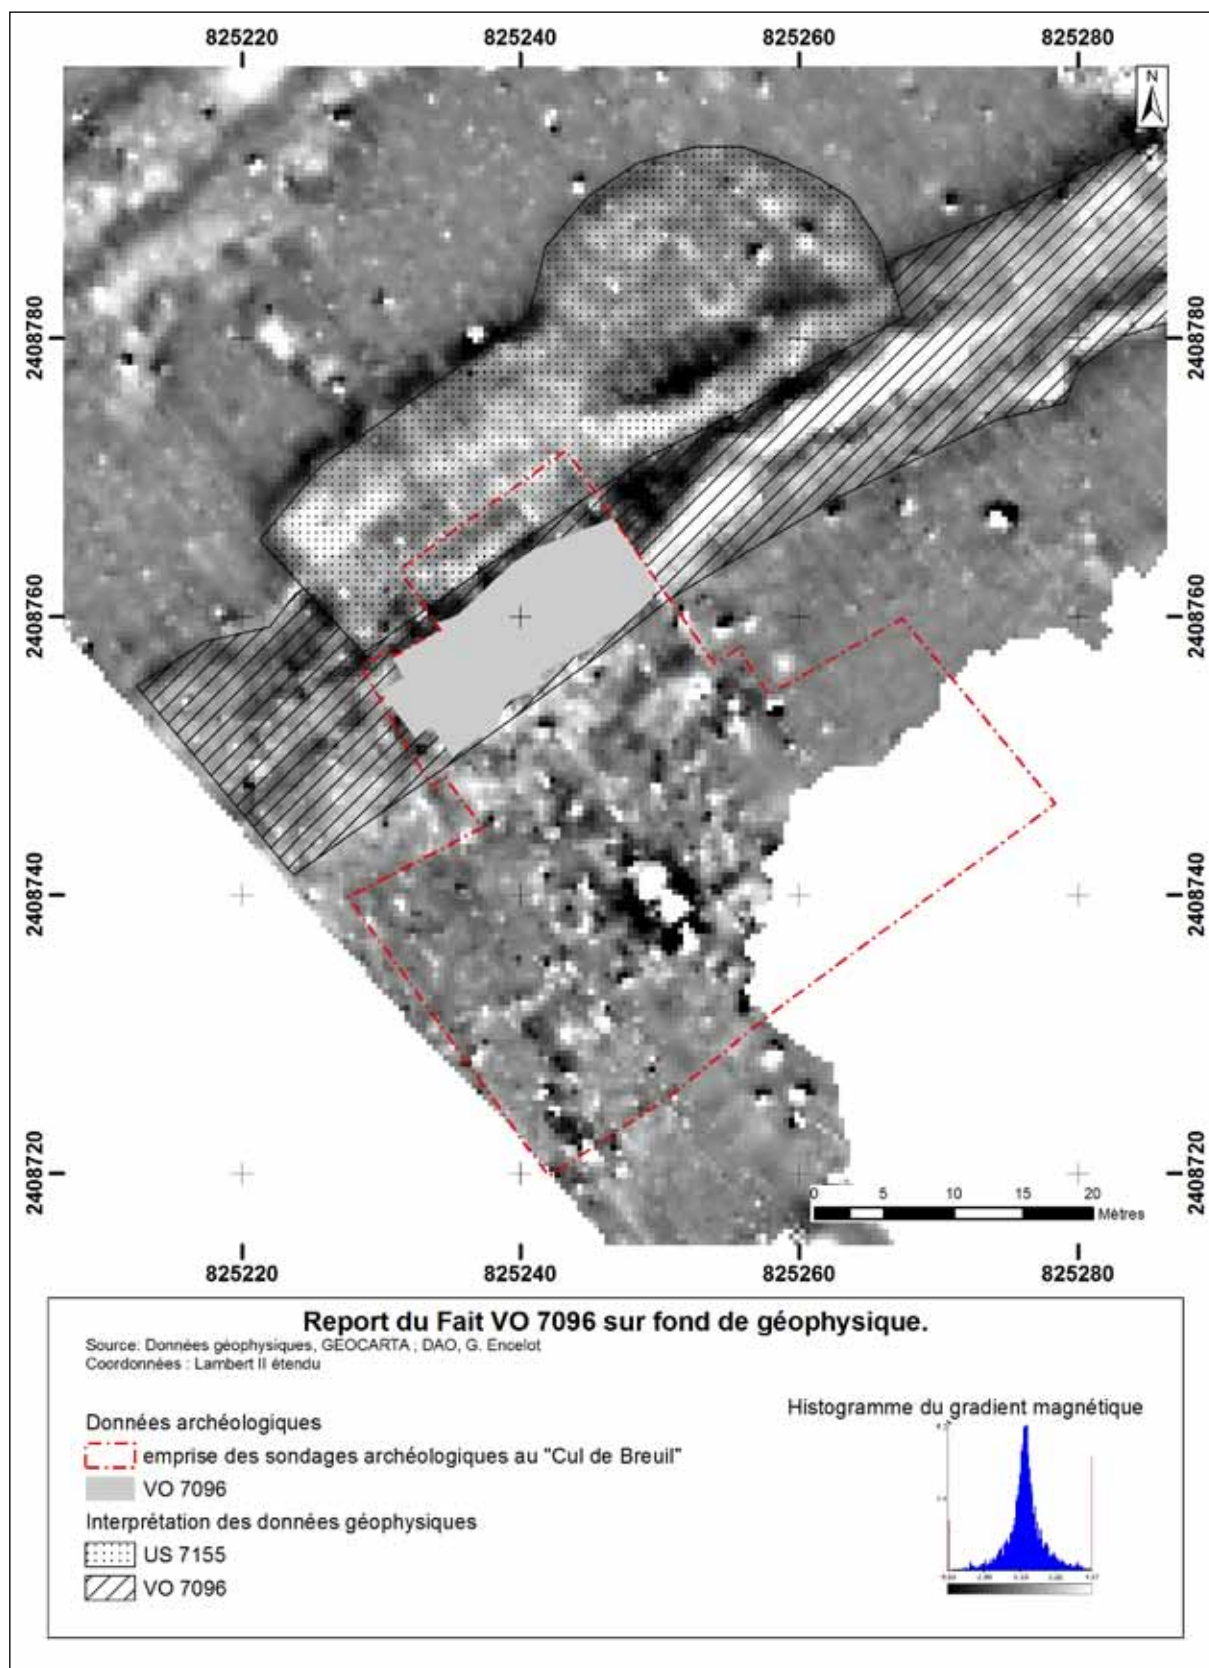 825220 825240 825260 825280
N
2408780 2408780
2408760 2408760
2408740 2408740
2408720 2408720
0 5 10 15 20
Mètres
825220 825240 825260 825280
Report du Fait VO 7096 sur fond de géophysique.
Source: Données géophysiques, GEOCARTA ; DAO, G. Encelot
Coordonnées : Lambert II étendu
Données archéologiques
Histogramme du gradient magnétique
emprise des sondages archéologiques au "Cul de Breuil"
VO 7096
Interprétation des données géophysiques
US 7155
VO 7096